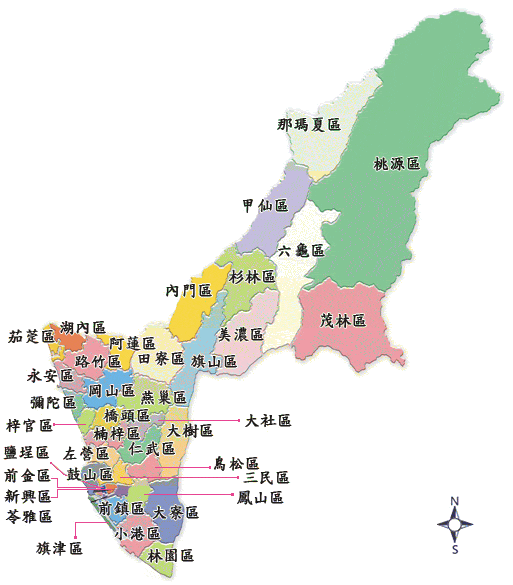 那瑪夏區
桃源區
甲仙區
六龜區
杉林區
內門區
茂林區
美濃區
湖內區
茄萣區
阿蓮區
路竹區
田寮區
旗山區
永安區
岡山區
燕巢區
彌陀區
橋頭區
梓官區
大社區
楠梓區
大樹區
仁武區
鹽埕區
左營區
鳥松區
鼓山區
前金區
三民區
新興區
鳳山區
前鎮區
大寮區
苓雅區
小港區
旗津區
林園區
N
S